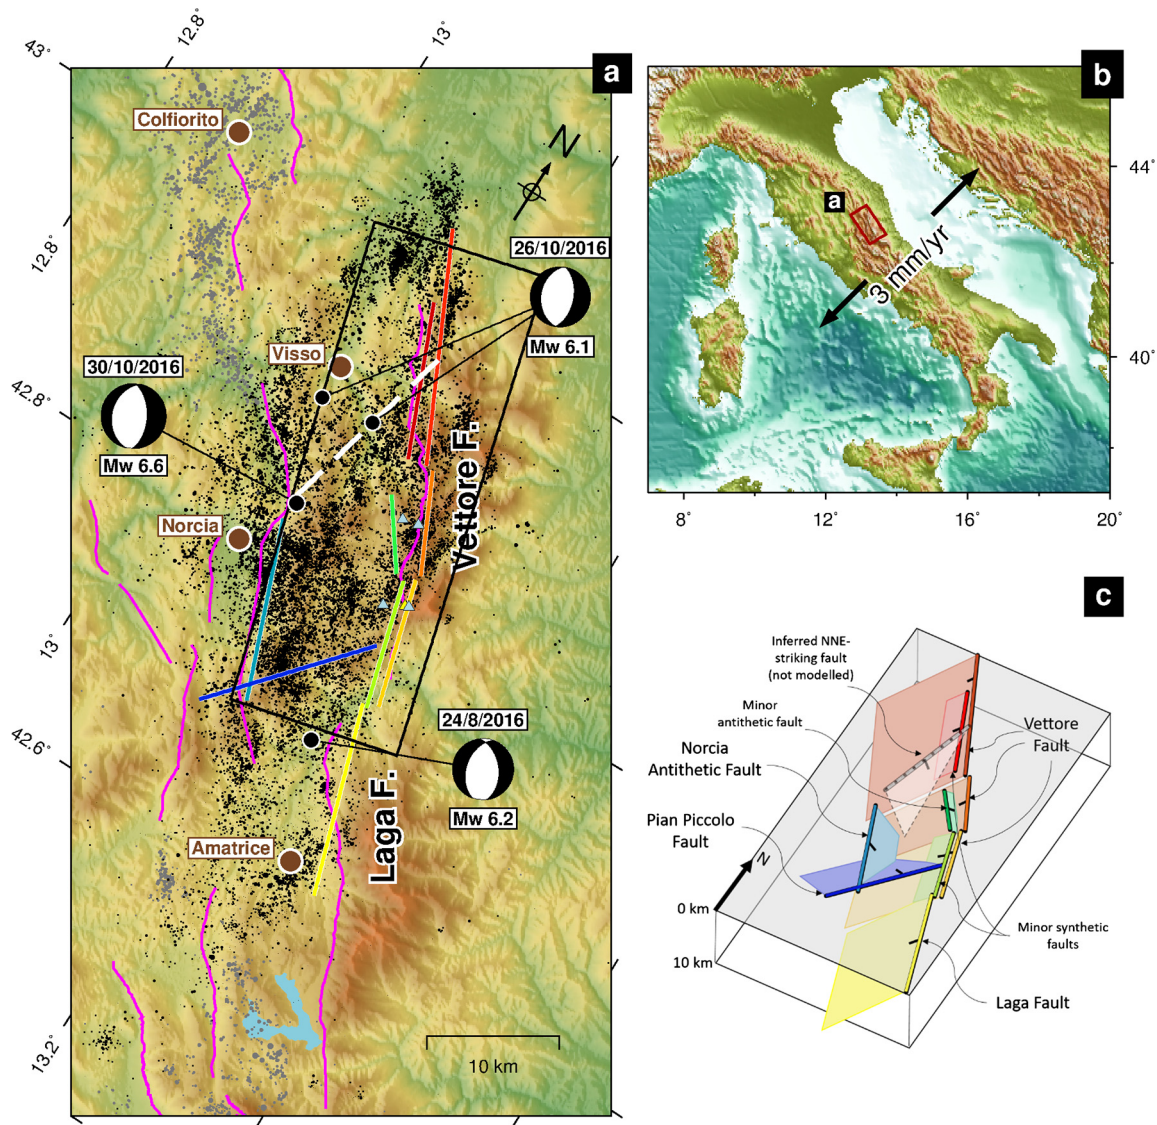 12.8˚
13˚
43˚
a
Colfiorito
N
12.8˚
26/10/2016
Mw 6.1
Visso
30/10/2016
Mw 6.6
42.8˚
Vettore F.
Norcia
13˚
24/8/2016
Mw 6.2
42.6˚
Laga F.
Amatrice
13.2˚
10 km
b
a
3 mm/yr
44˚
40˚
8˚
12˚
16˚
20˚
c
Inferred NNE-
striking fault
(not modelled)
Minor
antithetic fault
Norcia
Antithetic Fault
Vettore
Fault
Pian Piccolo
Fault
N
0 km
10 km
Minor synthetic
faults
Laga Fault